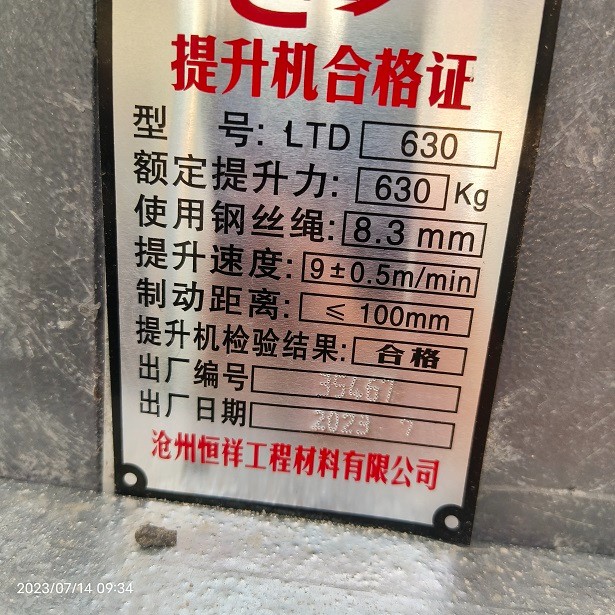 提升机合格证
型 号: LTD 630
额定提升力: 630 Kg
使用钢丝绳: 8.3 mm
提升速度: 9±0.5m/min
制动距离: ≤ 100mm
提升机检验结果: 合格
出厂编号 35467
出厂日期 2023 7
沧州恒祥工程材料有限公司
2023/07/14 09:34